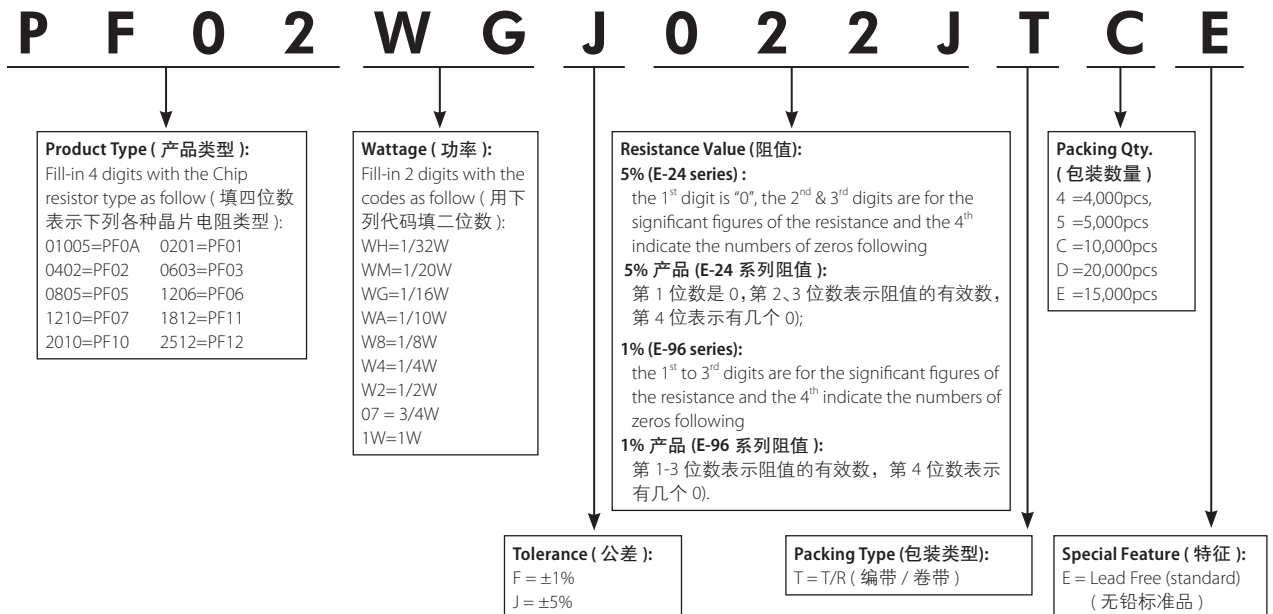 P F 0 2 W G J 0 2 2 J T C E
Product Type ( 产品类型 ):
Fill-in 4 digits with the Chip
resistor type as follow ( 填四位数
表示下列各种晶片电阻类型 ):
01005=PF0A 0201=PF01
0402=PF02 0603=PF03
0805=PF05 1206=PF06
1210=PF07 1812=PF11
2010=PF10 2512=PF12
Wattage ( 功率 ):
Fill-in 2 digits with the
codes as follow ( 用下
列代码填二位数 ):
WH=1/32W
WM=1/20W
WG=1/16W
WA=1/10W
W8=1/8W
W4=1/4W
W2=1/2W
07 = 3/4W
1W=1W
Resistance Value (阻值):
5% (E-24 series) :
the 1st digit is “0”, the 2nd & 3rd digits are for the
significant figures of the resistance and the 4th
indicate the numbers of zeros following
5% 产品 (E-24 系列阻值 ):
第 1 位数是 0, 第 2、3 位数表示阻值的有效数,
第 4 位表示有几个 0);
1% (E-96 series):
the 1st to 3rd digits are for the significant figures of
the resistance and the 4th indicate the numbers of
zeros following
1% 产品 (E-96 系列阻值 ):
第 1-3 位数表示阻值的有效数，第 4 位数表示
有几个 0).
Packing Qty.
( 包装数量 )
4 =4,000pcs,
5 =5,000pcs
C =10,000pcs
D =20,000pcs
E =15,000pcs
Tolerance ( 公差 ):
F = ±1%
J = ±5%
Packing Type (包装类型):
T = T/R ( 编带 / 卷带 )
Special Feature ( 特征 ):
E = Lead Free (standard)
( 无铅标准品 )